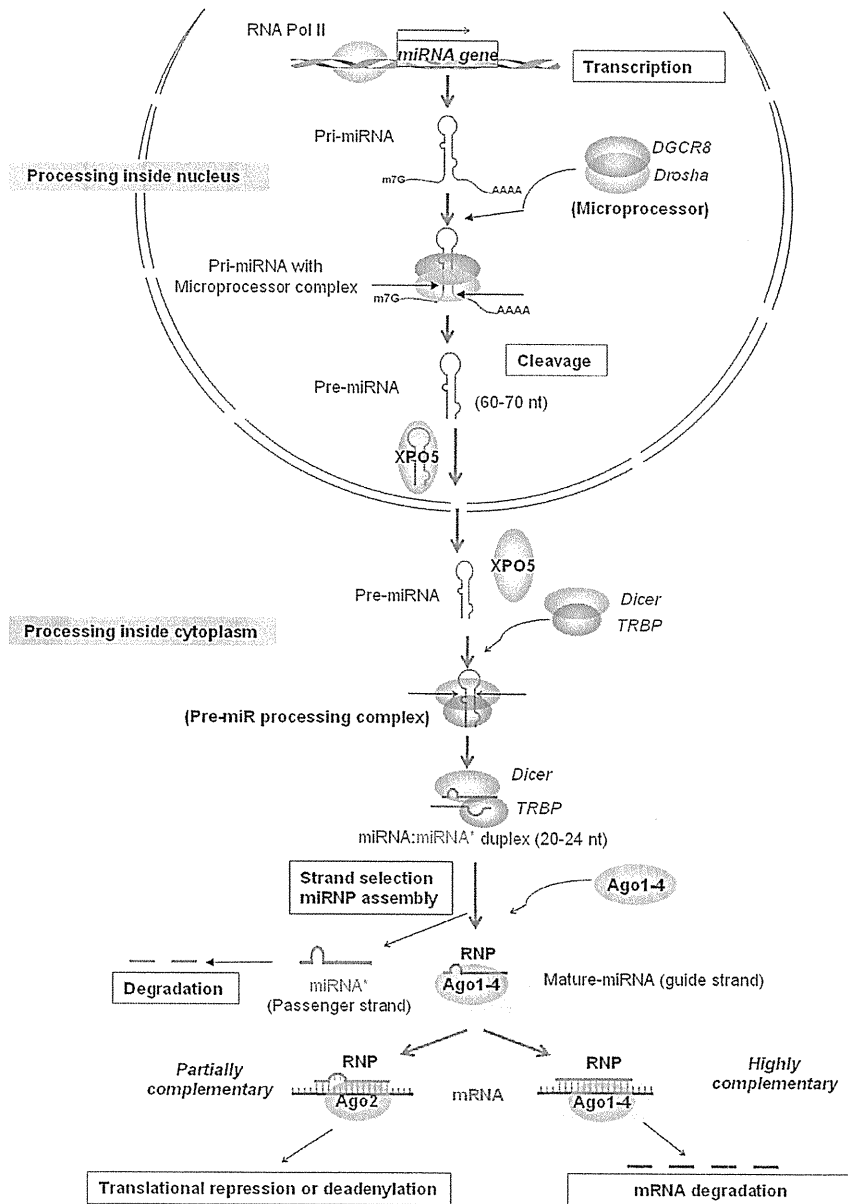 RNA Pol II
miRNA gene
Transcription
Pri-miRNA
DGCR8
Drosha
(Microprocessor)
m7G
AAAA
Processing inside nucleus
Pri-miRNA with
Microprocessor complex
m7G
AAAA
Cleavage
Pre-miRNA
(60-70 nt)
XPO5
XPO5
Pre-miRNA
Dicer
TRBP
Processing inside cytoplasm
(Pre-miR processing complex)
Dicer
TRBP
miRNA:miRNA* duplex (20-24 nt)
Strand selection
miRNP assembly
Ago1-4
RNP
Ago1-4
Mature-miRNA (guide strand)
Degradation
miRNA*
(Passenger strand)
Partially
complementary
RNP
Ago2
mRNA
RNP
Ago1-4
Highly
complementary
Translational repression or deadenylation
mRNA degradation